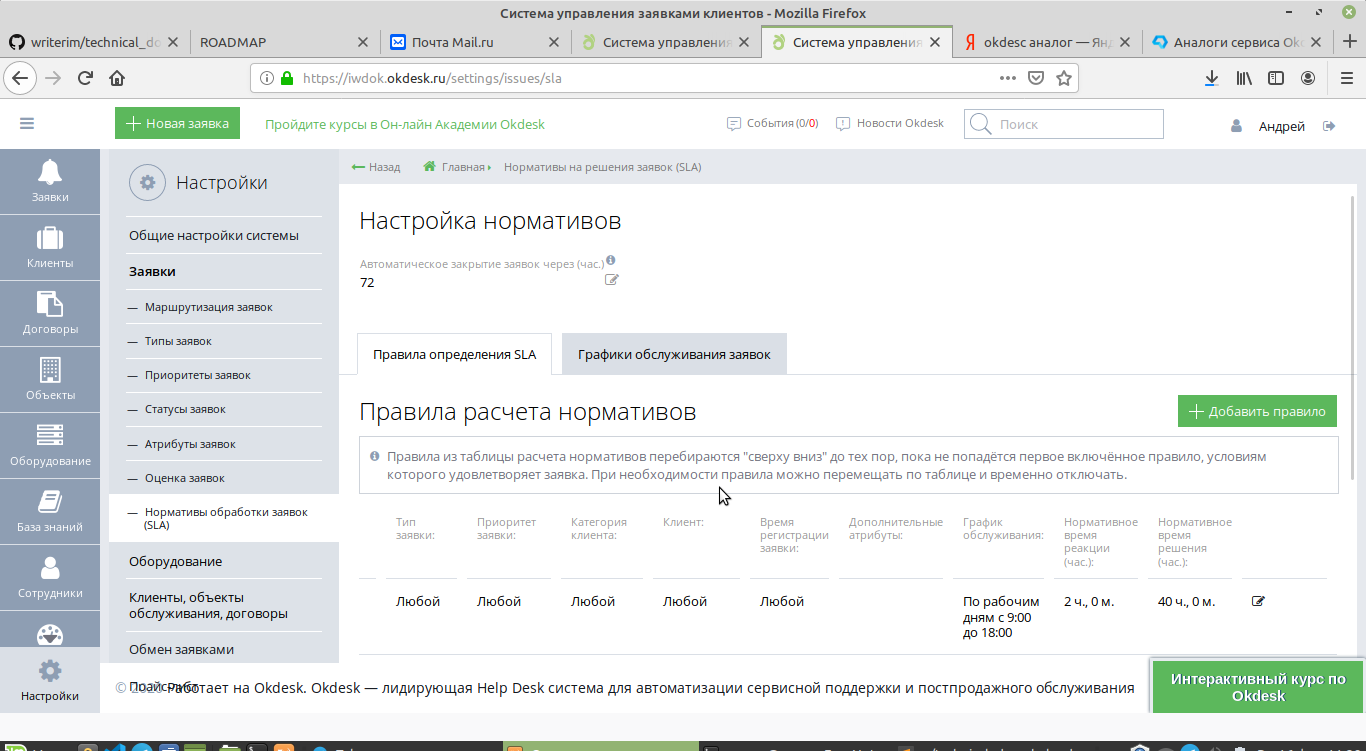 Система управления заявками клиентов - Mozilla Firefox
writerim/technical_do
ROADMAP
Почта Mail.ru
Система управления
Система управления
okdesc аналог — Янд
Аналоги сервиса Okd
https://iwdok.okdesk.ru/settings/issues/sla
Новая заявка
Пройдите курсы в Он-лайн Академии Okdesk
События (0/0)
Новости Okdesk
Поиск
Андрей
Заявки
Клиенты
Договоры
Объекты
Оборудование
База знаний
Сотрудники
Настройки
Настройки
Общие настройки системы
Заявки
— Маршрутизация заявок
— Типы заявок
— Приоритеты заявок
— Статусы заявок
— Атрибуты заявок
— Оценка заявок
— Нормативы обработки заявок
(SLA)
Оборудование
Клиенты, объекты
обслуживания, договоры
Обмен заявками
Назад
Главная
Нормативы на решения заявок (SLA)
Настройка нормативов
Автоматическое закрытие заявок через (час.)
72
Правила определения SLA
Графики обслуживания заявок
Правила расчета нормативов
Добавить правило
Правила из таблицы расчета нормативов перебираются "сверху вниз" до тех пор, пока не попадётся первое включённое правило, условиям
которого удовлетворяет заявка. При необходимости правила можно перемещать по таблице и временно отключать.
Тип
заявки:
Приоритет
заявки:
Категория
клиента:
Клиент:
Время
регистрации
заявки:
Дополнительные
атрибуты:
График
обслуживания:
Нормативное
время
реакции
(час.):
Нормативное
время
решения
(час.):
Любой
Любой
Любой
Любой
Любой
По рабочим
дням с 9:00
до 18:00
2 ч., 0 м.
40 ч., 0 м.
Работает на Okdesk. Okdesk — лидирующая Help Desk система для автоматизации сервисной поддержки и постпродажного обслуживания
Интерактивный курс по
Okdesk